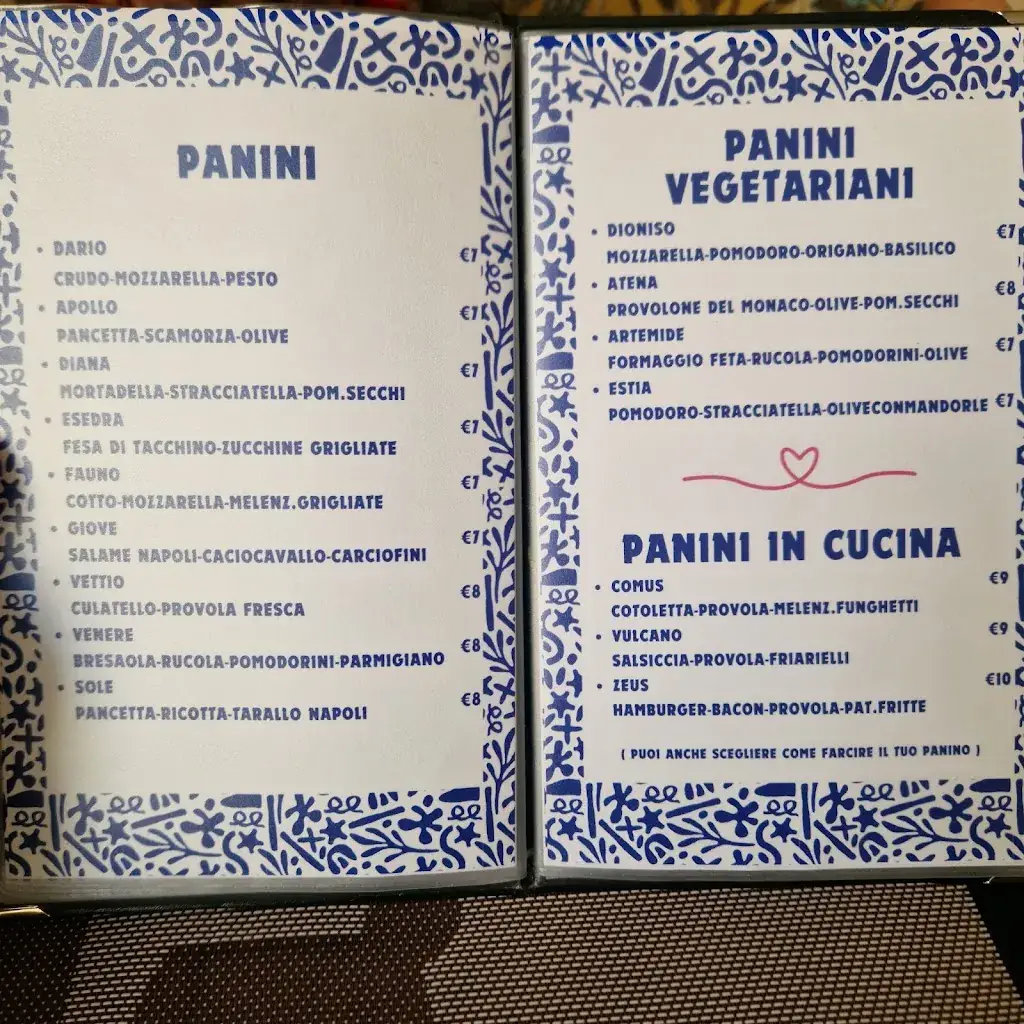 PANINI
• DARIO €7
CRUDO-MOZZARELLA-PESTO
• APOLLO €7
PANCETTA-SCAMORZA-OLIVE
• DIANA €7
MORTADELLA-STRACCIATELLA-POM.SECCHI
• ESEDRA €7
FESA DI TACCHINO-ZUCCHINE GRIGLIATE
• FAUNO €7
COTTO-MOZZARELLA-MELENZ.GRIGLIATE
• GIOVE €7
SALAME NAPOLI-CACIOCAVALLO-CARCIOFINI
• VETTIO €8
CULATELLO-PROVOLA FRESCA
• VENERE €8
BRESAOLA-RUCOLA-POMODORINI-PARMIGIANO
• SOLE €8
PANCETTA-RICOTTA-TARALLO NAPOLI
PANINI
VEGETARIANI
• DIONISO €7
MOZZARELLA-POMODORO-ORIGANO-BASILICO
• ATENA €8
PROVOLONE DEL MONACO-OLIVE-POM.SECCHI
• ARTEMIDE €7
FORMAGGIO FETA-RUCOLA-POMODORINI-OLIVE
• ESTIA €7
POMODORO-STRACCIATELLA-OLIVECONMANDORLE
PANINI IN CUCINA
• COMUS €9
COTOLETTA-PROVOLA-MELENZ.FUNGHETTI
• VULCANO €9
SALSICCIA-PROVOLA-FRIARIELLI
• ZEUS €10
HAMBURGER-BACON-PROVOLA-PAT.FRITTE
( PUOI ANCHE SCEGLIERE COME FARCIRE IL TUO PANINO )